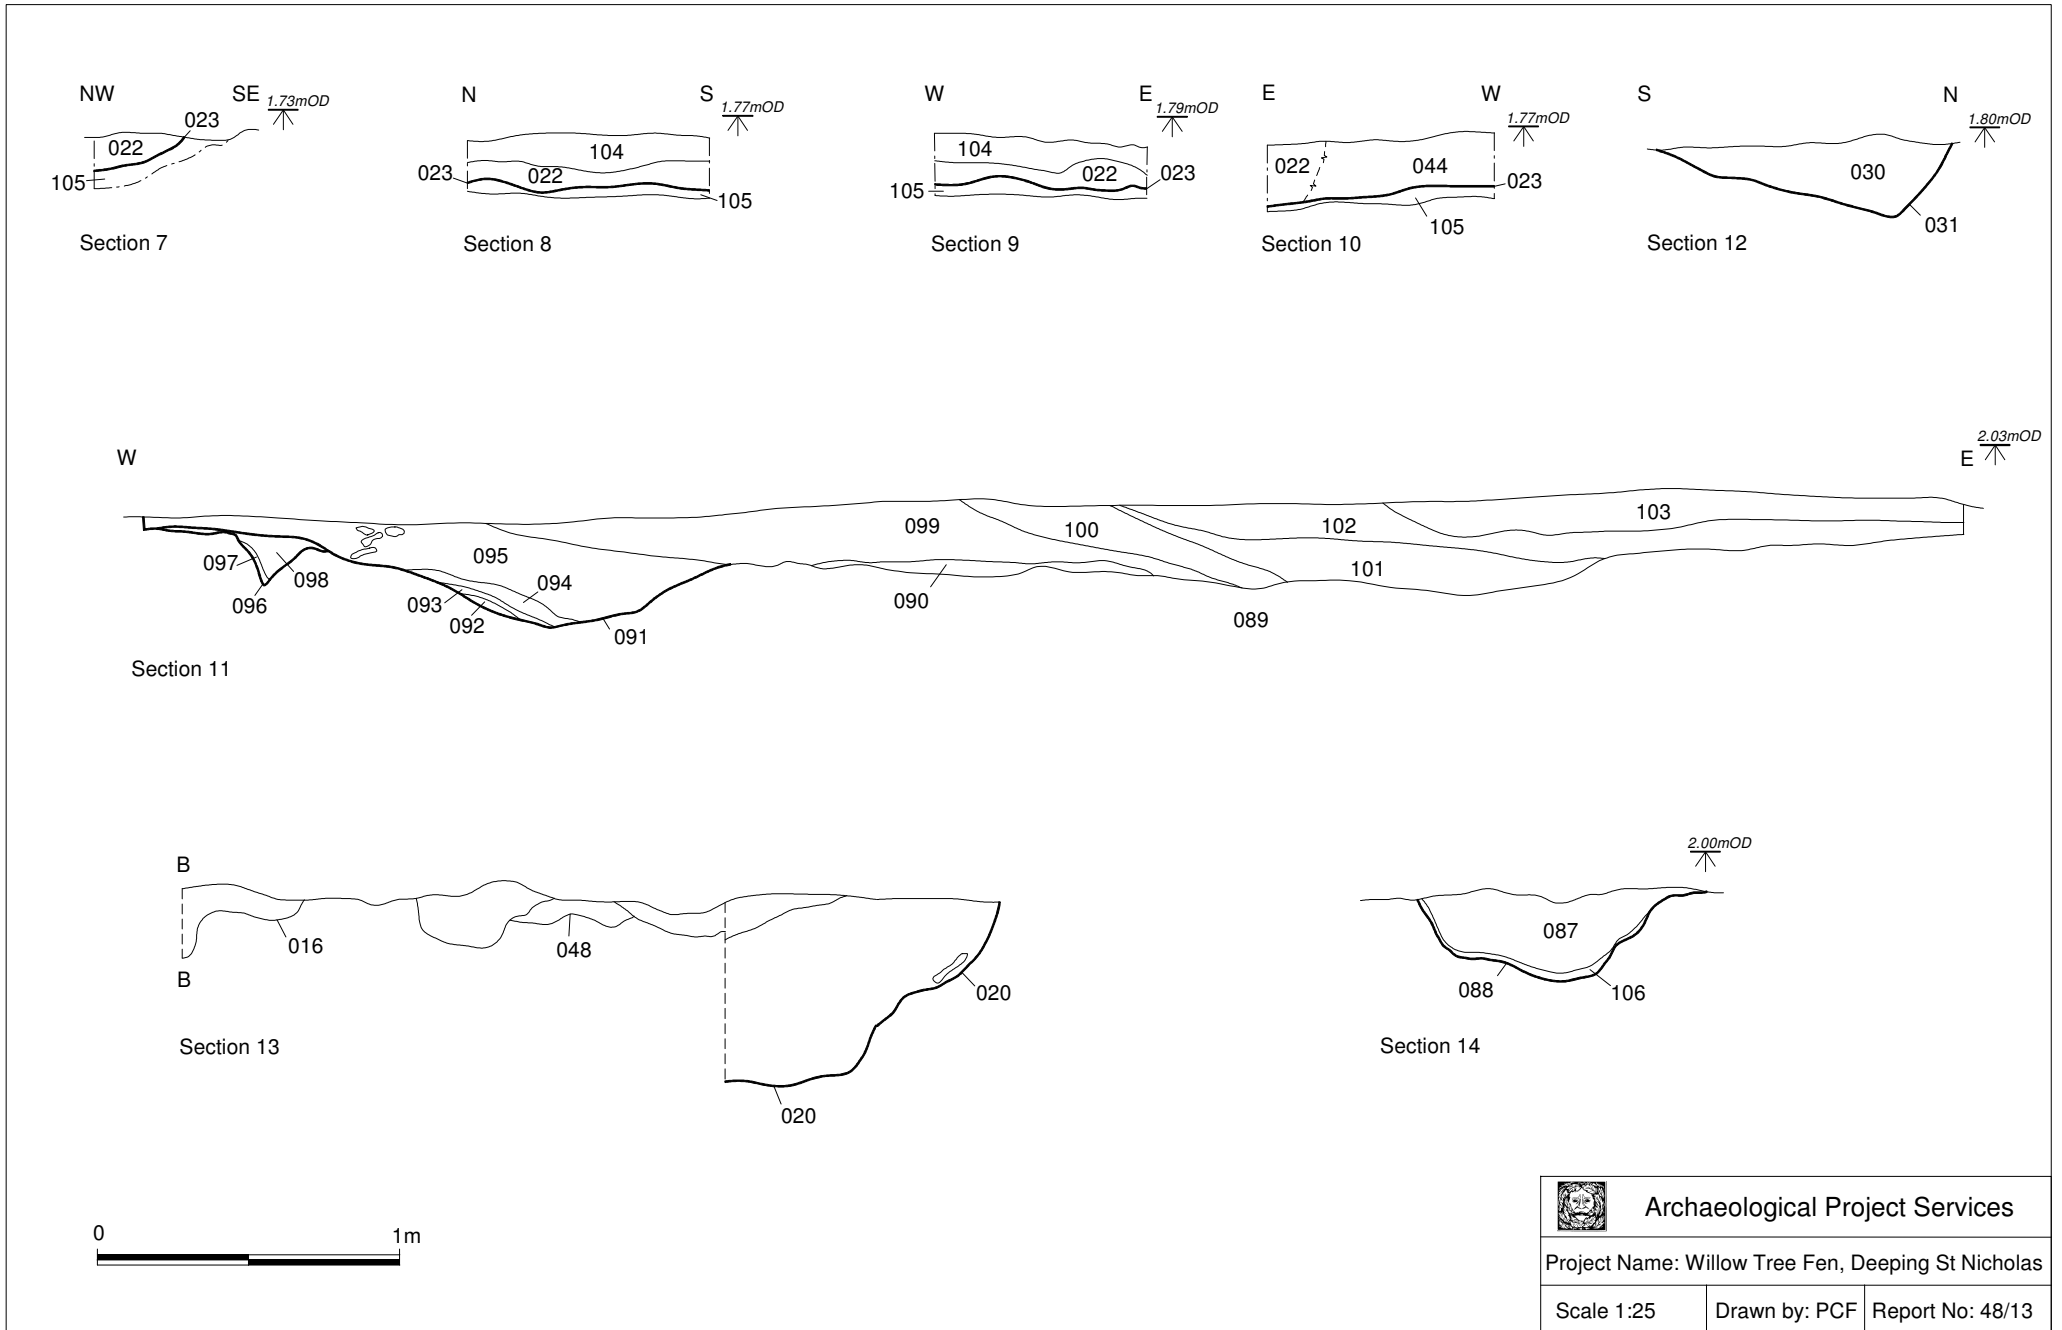 NW SE 1.73mOD
023
022
105
Section 7
N S 1.77mOD
104
023 022
105
Section 8
W E 1.79mOD
104
022 023
105
Section 9
E W 1.77mOD
022 044
023
105
Section 10
S N 1.80mOD
030
031
Section 12
W E 2.03mOD
103
099 100 102
095
097 098 094 101
096 093 092 090 089
091
Section 11
B
016 048
B
020
020
Section 13
2.00mOD
087
088 106
Section 14
0 1m
Archaeological Project Services
Project Name: Willow Tree Fen, Deeping St Nicholas
Scale 1:25 Drawn by: PCF Report No: 48/13